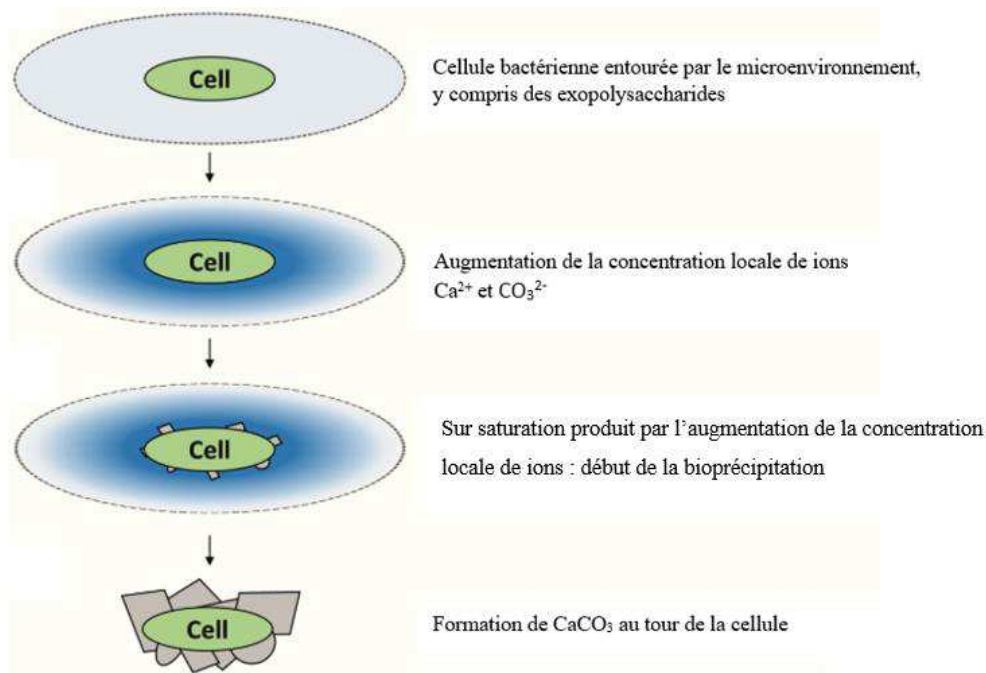 Cell
Cellule bactérienne entourée par le microenvironnement,
y compris des exopolysaccharides
Cell
Augmentation de la concentration locale de ions
Ca²⁺ et CO₃²⁻
Cell
Sur saturation produit par l’augmentation de la concentration
locale de ions : début de la bioprécipitation
Cell
Formation de CaCO₃ au tour de la cellule